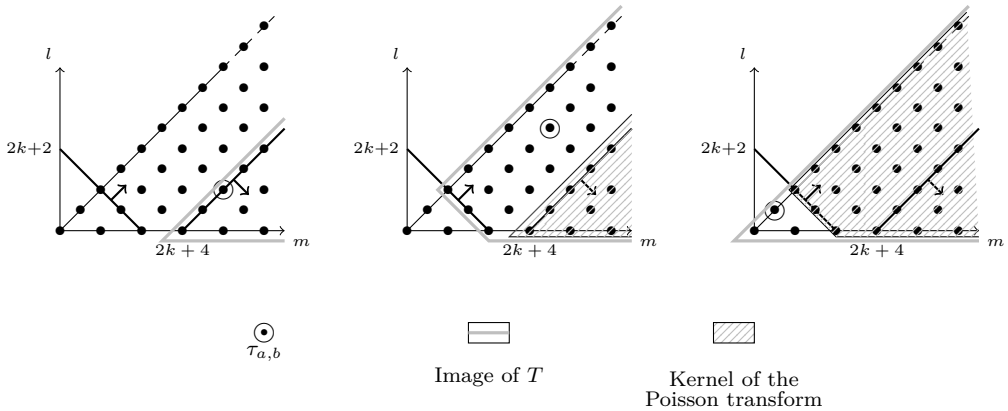 l
2k+2
m
2k + 4
l
2k+2
m
2k + 4
l
2k+2
m
2k + 4
τa,b
Image of T
Kernel of the
Poisson transform